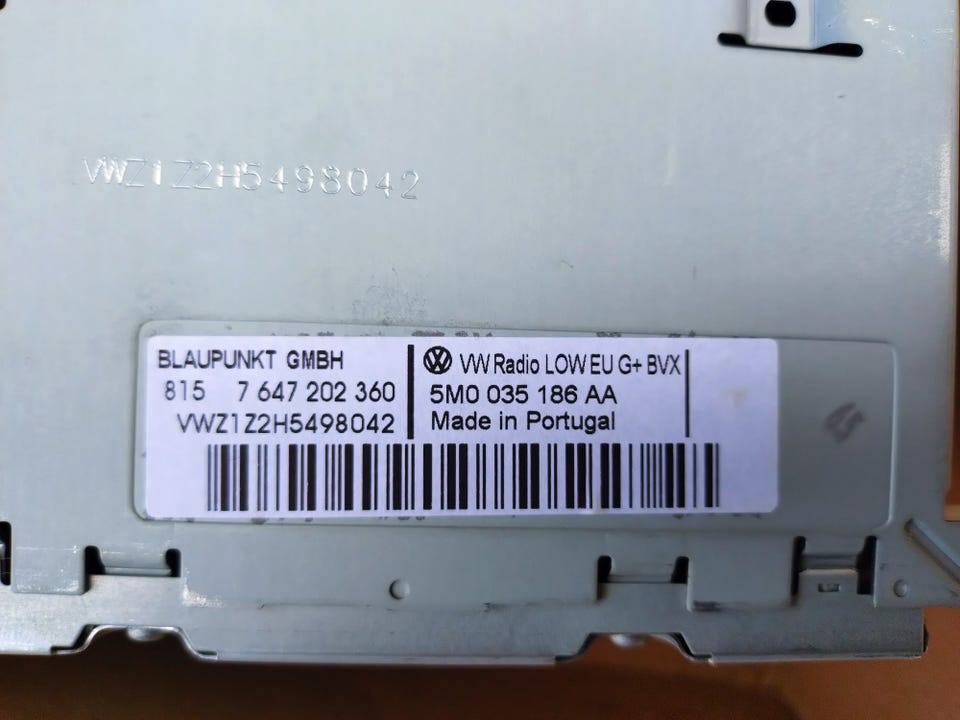 VWZ1Z2H5498042
BLAUPUNKT GMBH
815 7 647 202 360
VWZ1Z2H5498042
VW Radio LOW EU G+ BVX
5M0 035 186 AA
Made in Portugal